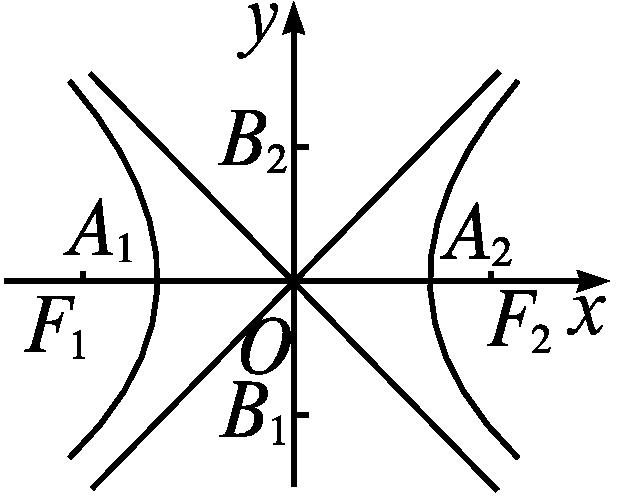 y
B₂
A₁ A₂
F₁ F₂ x
O
B₁